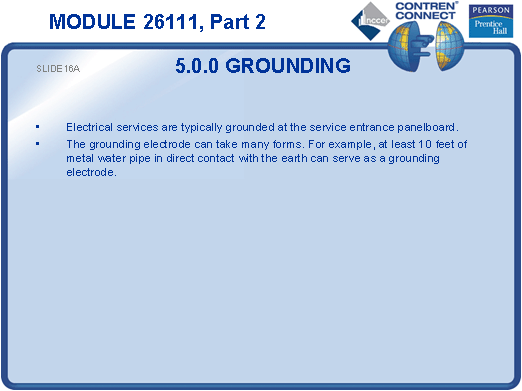 MODULE 26111, Part 2
nccer
CONTREN®
CONNECT
PEARSON
Prentice
Hall
SLIDE 16A
5.0.0 GROUNDING
• Electrical services are typically grounded at the service entrance panelboard.
• The grounding electrode can take many forms. For example, at least 10 feet of
metal water pipe in direct contact with the earth can serve as a grounding
electrode.